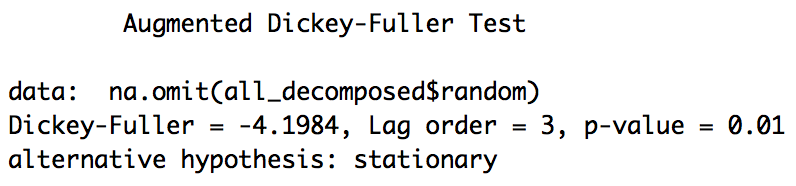 Augmented Dickey-Fuller Test
data:  na.omit(all_decomposed$random)
Dickey-Fuller = -4.1984, Lag order = 3, p-value = 0.01
alternative hypothesis: stationary